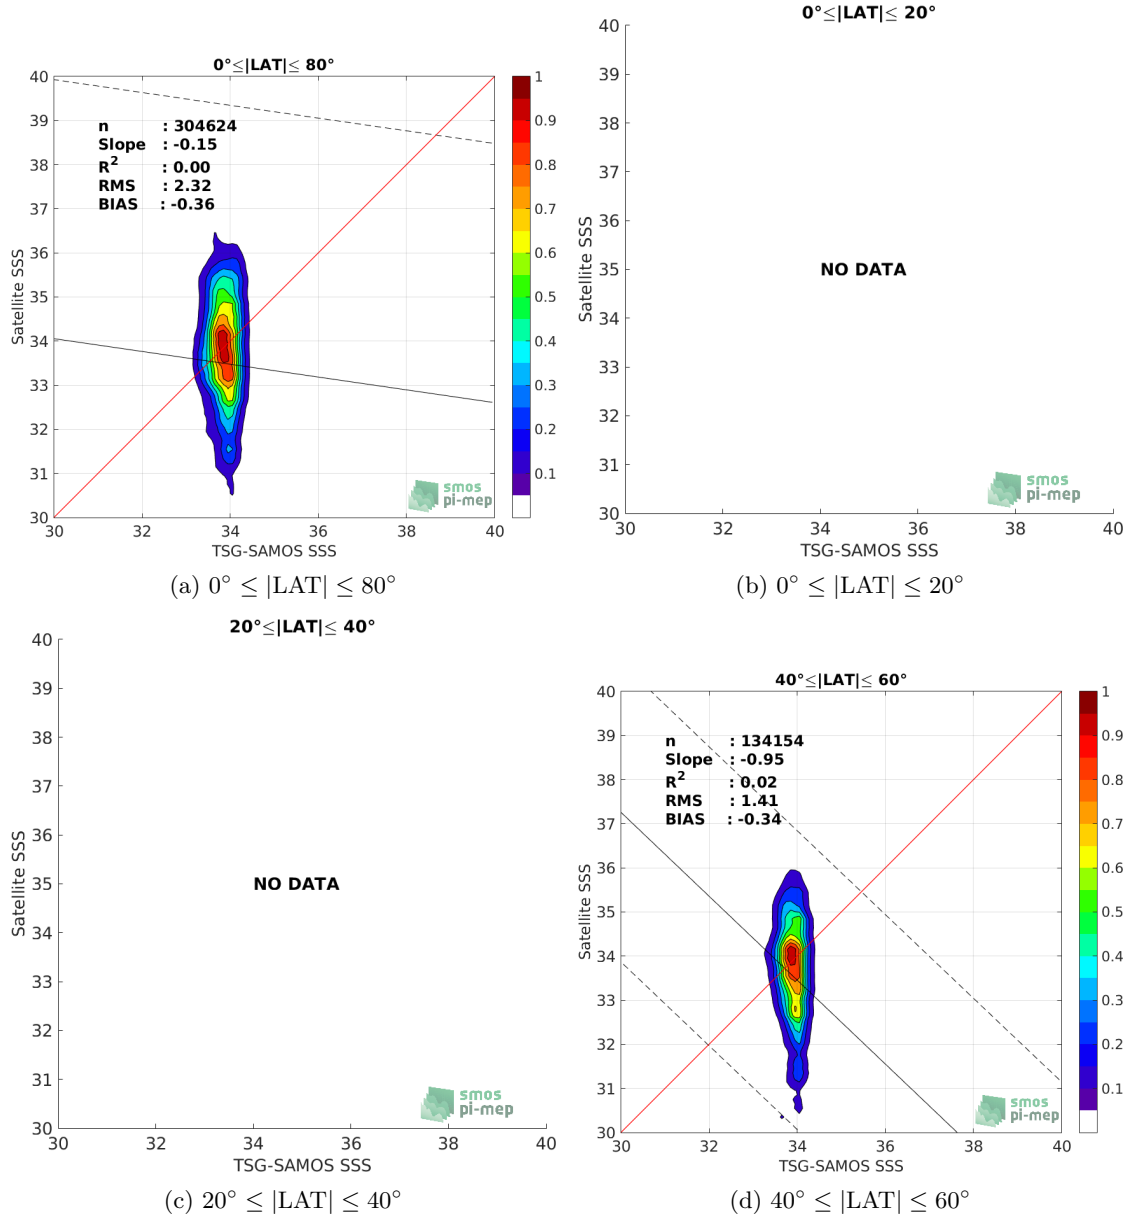 0°≤|LAT|≤ 80°
40
39
38
37
36
35
34
33
32
31
30
Satellite SSS
n : 304624
Slope : -0.15
R² : 0.00
RMS : 2.32
BIAS : -0.36
1
0.9
0.8
0.7
0.6
0.5
0.4
0.3
0.2
0.1
smos
pi-mep
30 32 34 36 38 40
TSG-SAMOS SSS
(a) 0° ≤ |LAT| ≤ 80°
0°≤|LAT|≤ 20°
40
39
38
37
36
35
34
33
32
31
30
Satellite SSS
NO DATA
smos
pi-mep
30 32 34 36 38 40
TSG-SAMOS SSS
(b) 0° ≤ |LAT| ≤ 20°
20°≤|LAT|≤ 40°
40
39
38
37
36
35
34
33
32
31
30
Satellite SSS
NO DATA
smos
pi-mep
30 32 34 36 38 40
TSG-SAMOS SSS
(c) 20° ≤ |LAT| ≤ 40°
40°≤|LAT|≤ 60°
40
39
38
37
36
35
34
33
32
31
30
Satellite SSS
n : 134154
Slope : -0.95
R² : 0.02
RMS : 1.41
BIAS : -0.34
1
0.9
0.8
0.7
0.6
0.5
0.4
0.3
0.2
0.1
smos
pi-mep
30 32 34 36 38 40
TSG-SAMOS SSS
(d) 40° ≤ |LAT| ≤ 60°